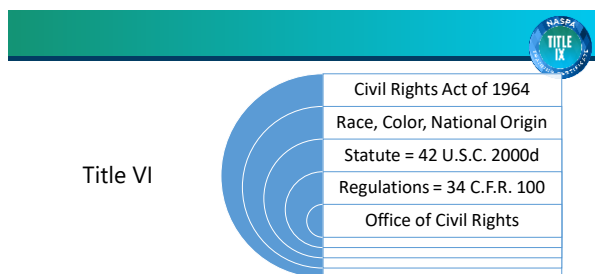 NASPA
TITLE
IX
Civil Rights Act of 1964
Race, Color, National Origin
Statute = 42 U.S.C. 2000d
Title VI
Regulations = 34 C.F.R. 100
Office of Civil Rights